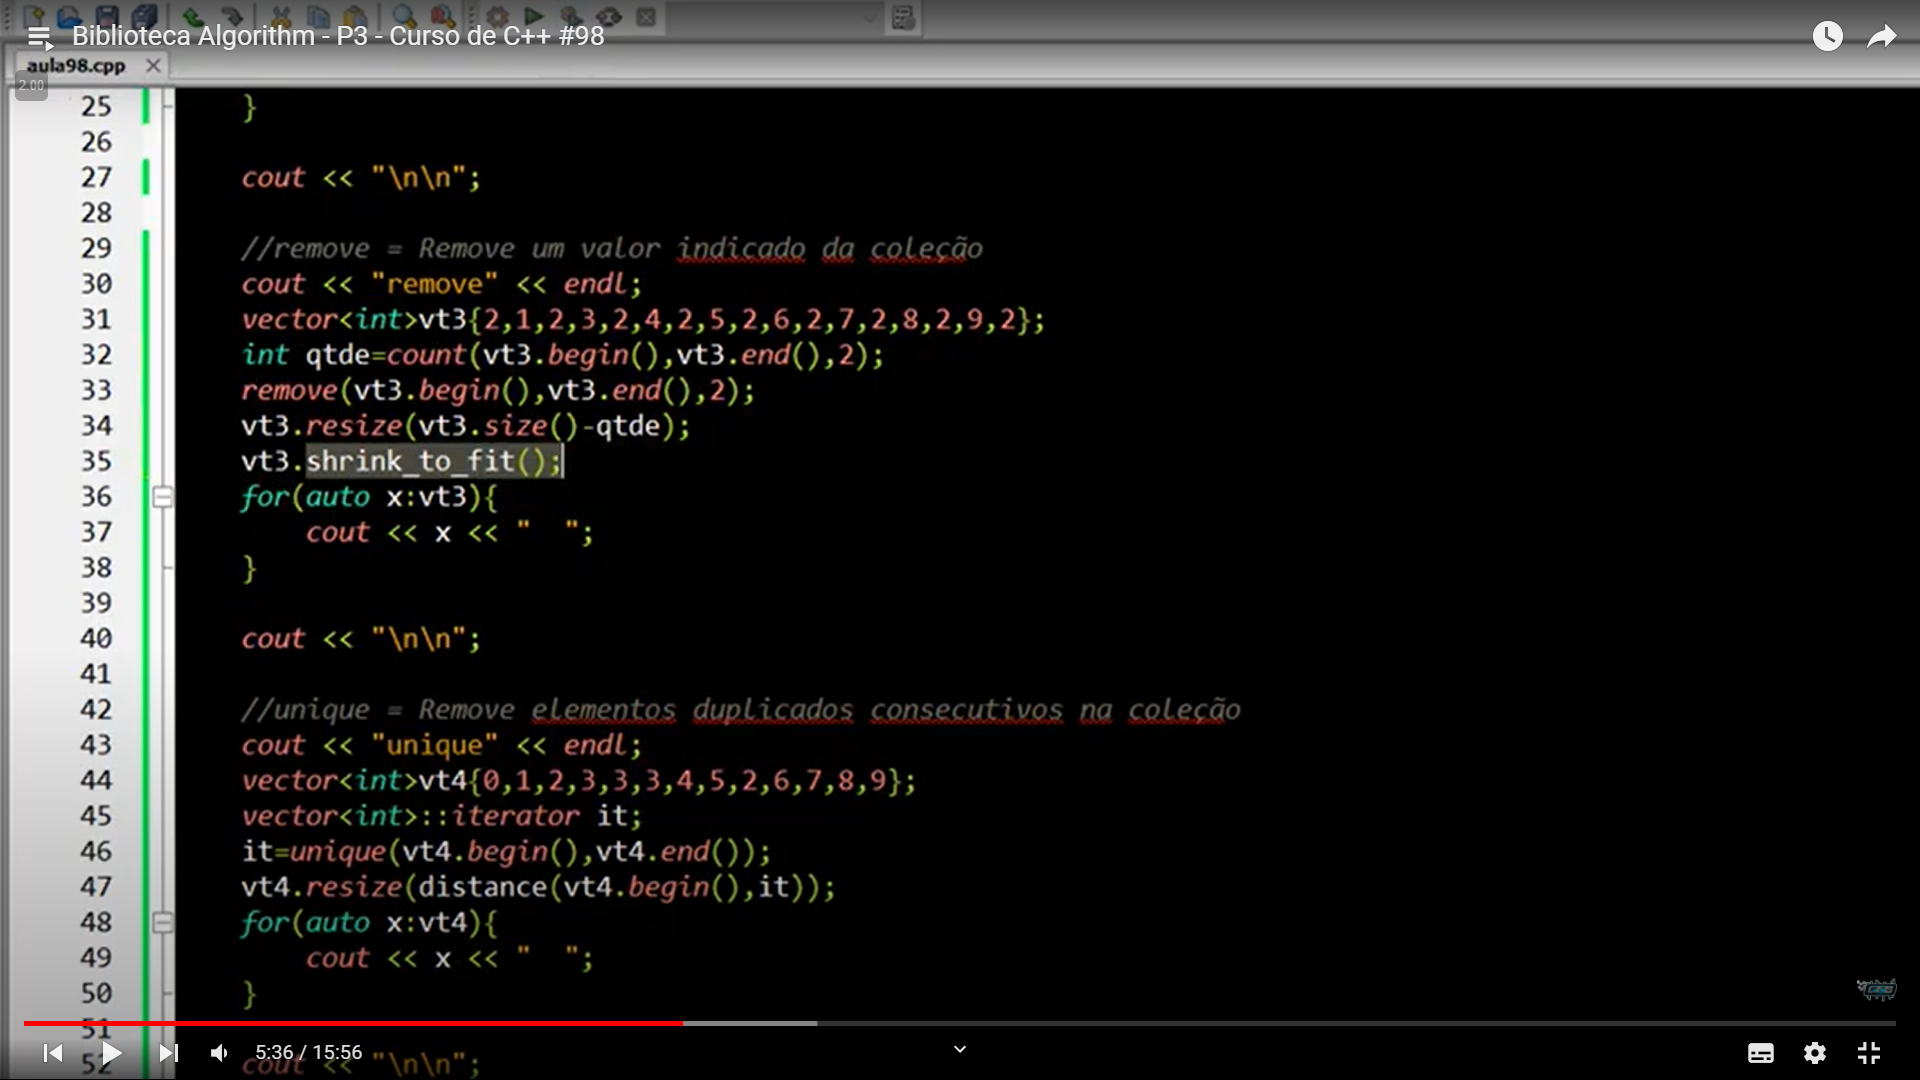 Biblioteca Algorithm - P3 - Curso de C++ #98
aula98.cpp
2.00
25 }
26
27 cout << "\n\n";
28
29 //remove = Remove um valor indicado da coleção
30 cout << "remove" << endl;
31 vector<int>vt3{2,1,2,3,2,4,2,5,2,6,2,7,2,8,2,9,2};
32 int qtde=count(vt3.begin(),vt3.end(),2);
33 remove(vt3.begin(),vt3.end(),2);
34 vt3.resize(vt3.size()-qtde);
35 vt3.shrink_to_fit();
36 for(auto x:vt3){
37 cout << x << "  ";
38 }
39
40 cout << "\n\n";
41
42 //unique = Remove elementos duplicados consecutivos na coleção
43 cout << "unique" << endl;
44 vector<int>vt4{0,1,2,3,3,3,4,5,2,6,7,8,9};
45 vector<int>::iterator it;
46 it=unique(vt4.begin(),vt4.end());
47 vt4.resize(distance(vt4.begin(),it));
48 for(auto x:vt4){
49 cout << x << "  ";
50 }
51
52 cout << "\n\n";
5:36 / 15:56